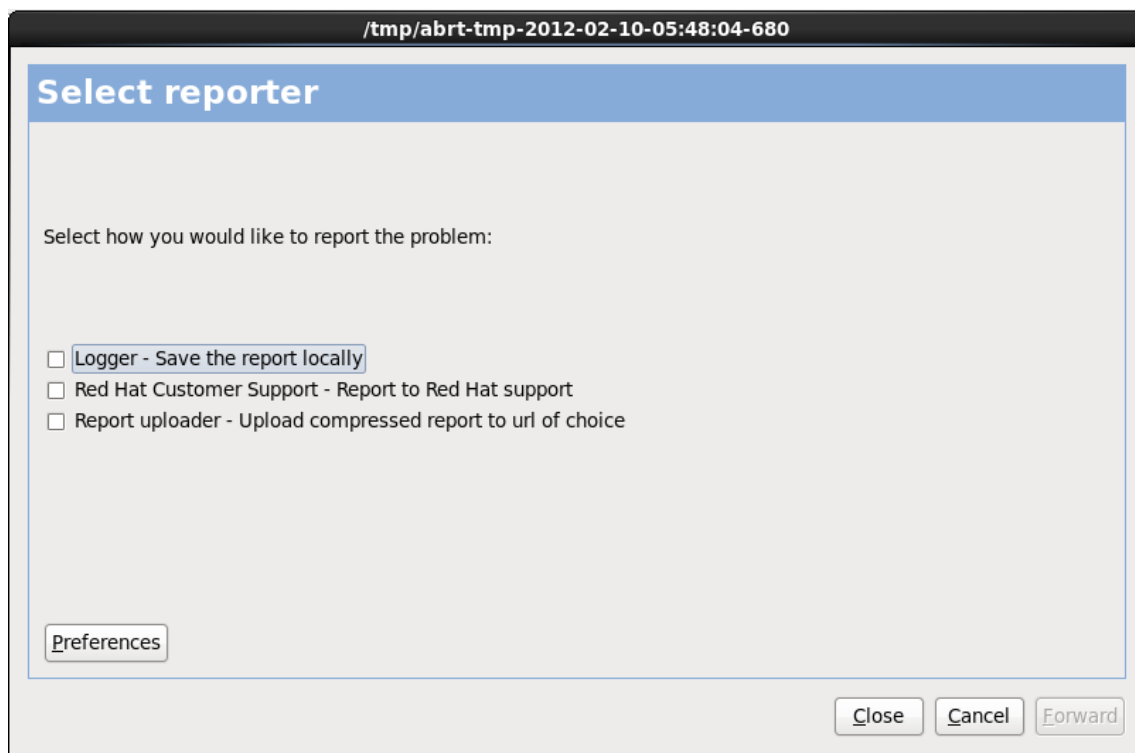 /tmp/abrt-tmp-2012-02-10-05:48:04-680
Select reporter
Select how you would like to report the problem:
Logger - Save the report locally
Red Hat Customer Support - Report to Red Hat support
Report uploader - Upload compressed report to url of choice
Preferences
Close Cancel Forward